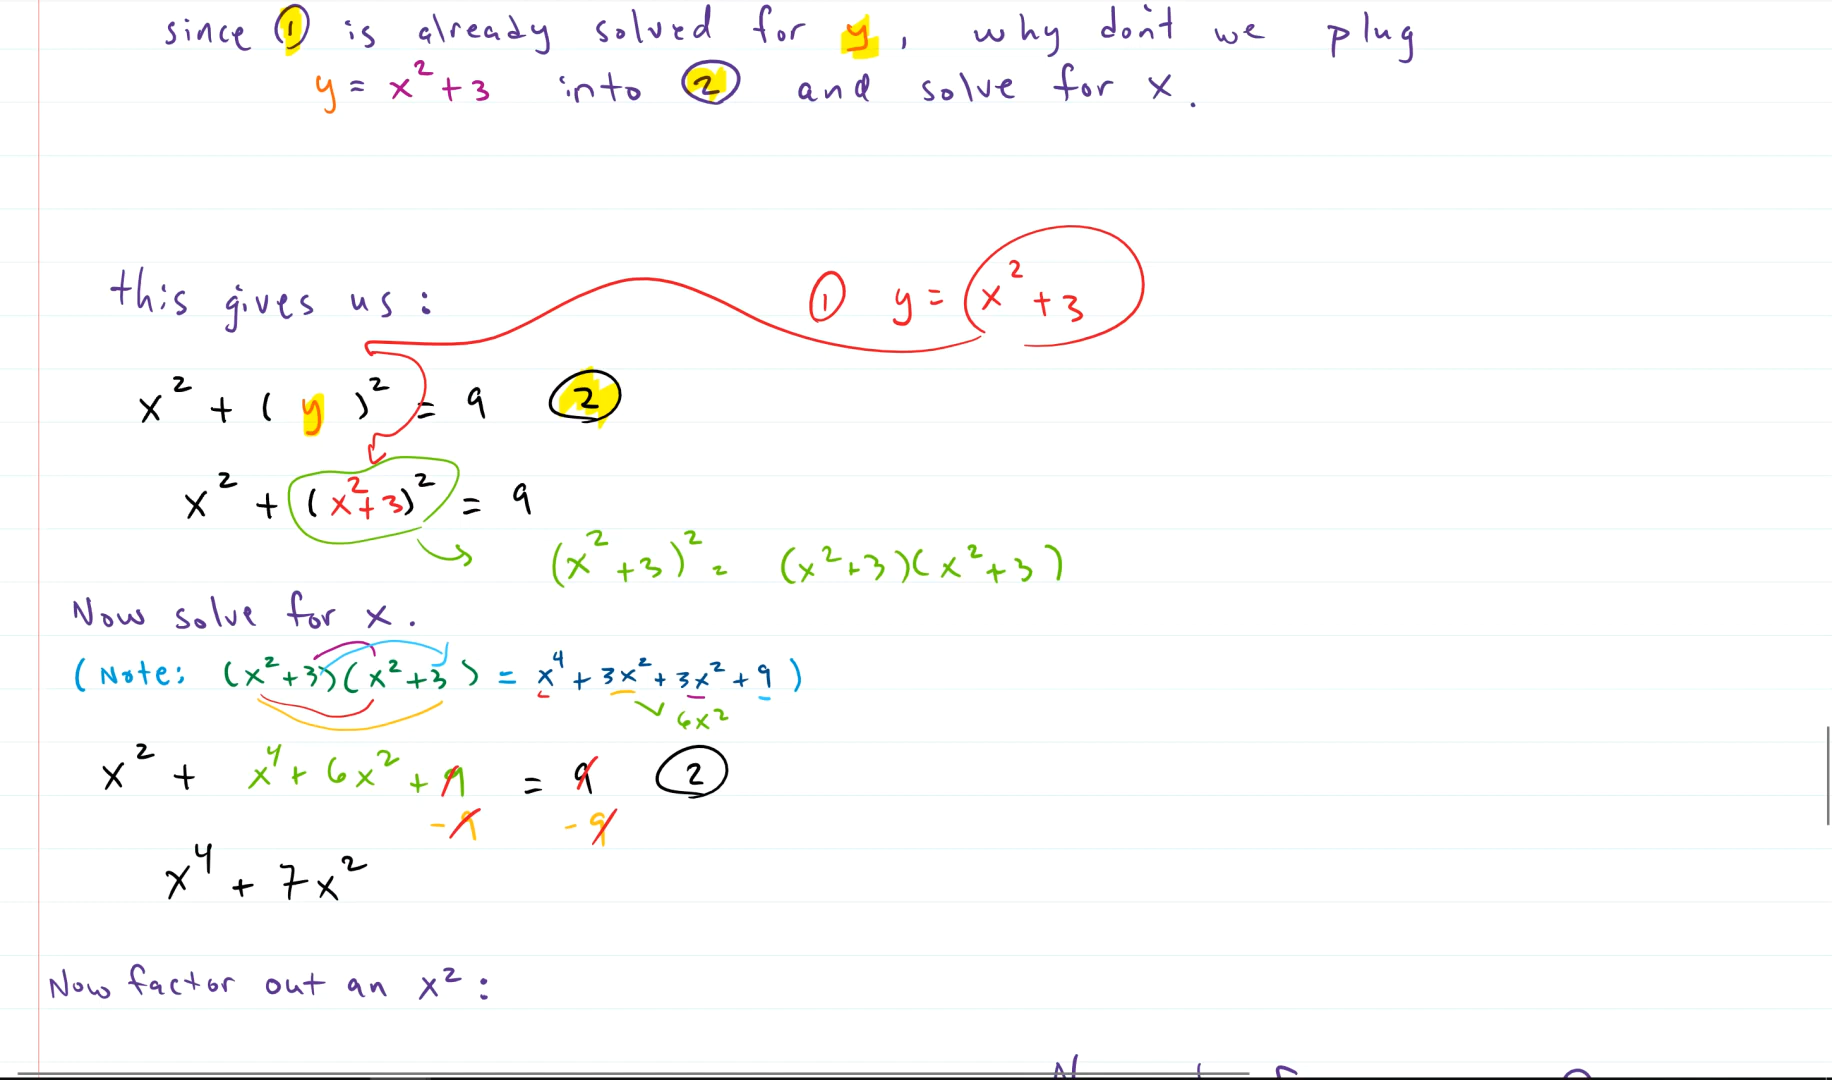 since ① is already solved for y, why don't we plug
y = x² + 3 into ② and solve for x.
this gives us:
① y = x² + 3
x² + ( y )² = 9 ②
x² + (x² + 3)² = 9
(x² + 3)² = (x² + 3)(x² + 3)
Now solve for x.
(Note: (x² + 3)(x² + 3) = x⁴ + 3x² + 3x² + 9)
6x²
x² + x⁴ + 6x² + 9 = 9 ②
-9 -9
x⁴ + 7x²
Now factor out an x²: